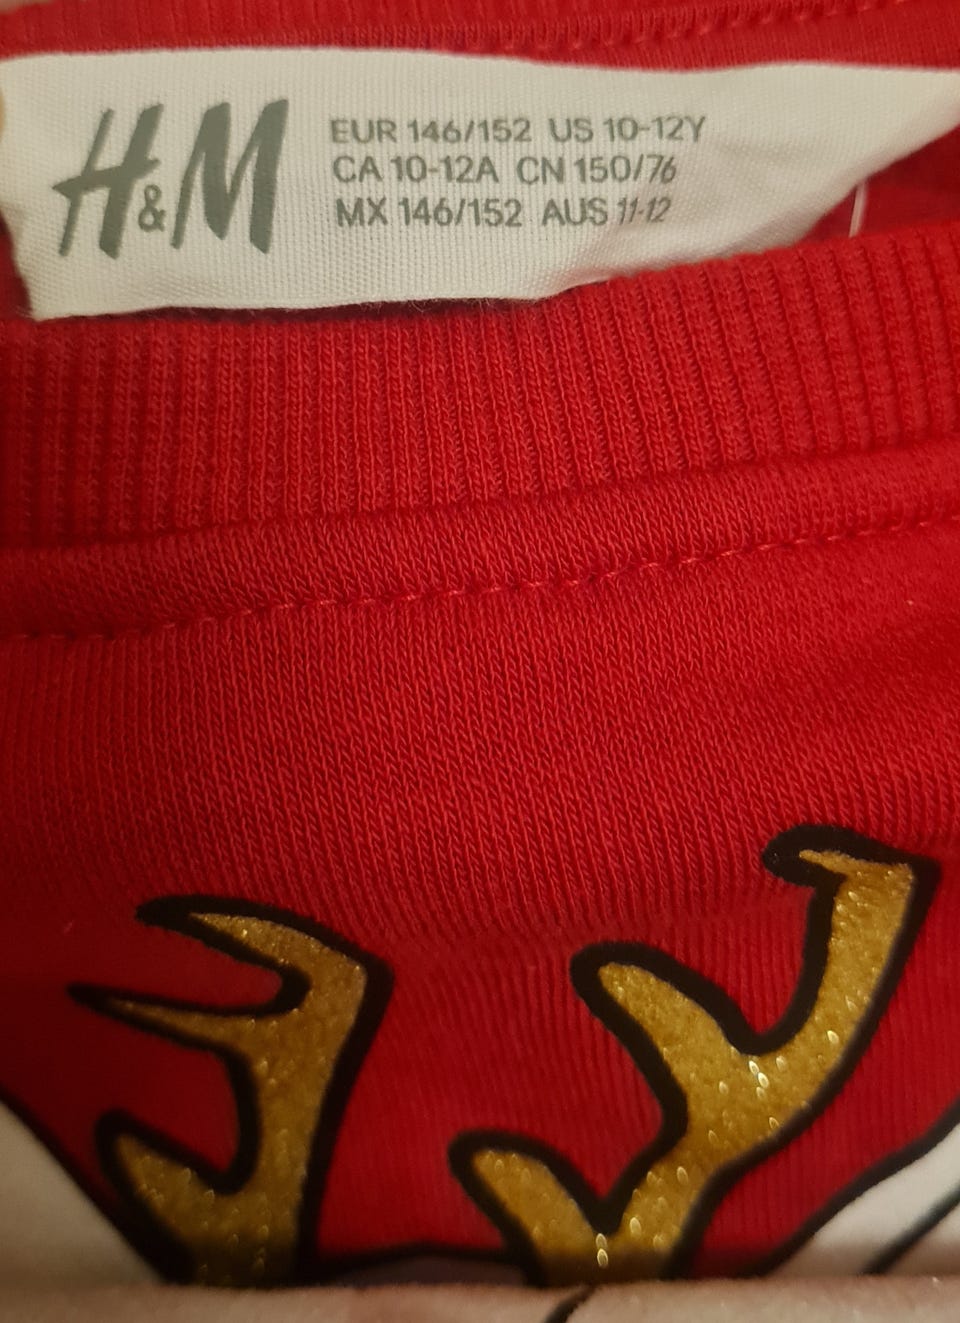 H&M
EUR 146/152 US 10-12Y
CA 10-12A CN 150/76
MX 146/152 AUS 11-12